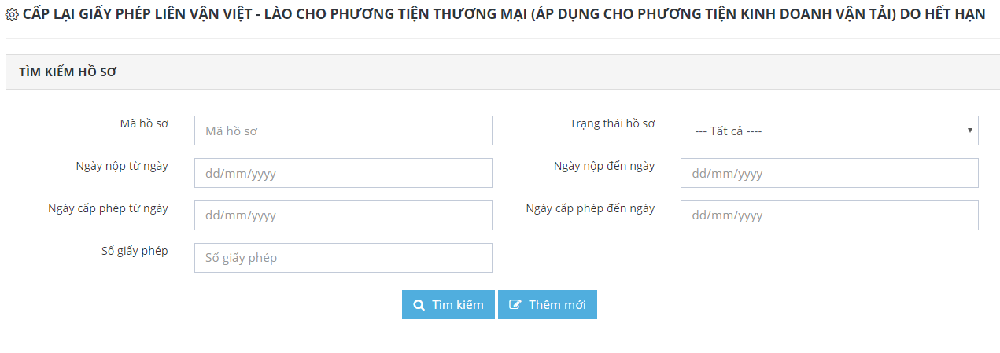 CẤP LẠI GIẤY PHÉP LIÊN VẬN VIỆT - LÀO CHO PHƯƠNG TIỆN THƯƠNG MẠI (ÁP DỤNG CHO PHƯƠNG TIỆN KINH DOANH VẬN TẢI) DO HẾT HẠN
TÌM KIẾM HỒ SƠ
Mã hồ sơ Mã hồ sơ Trạng thái hồ sơ --- Tất cả ----
Ngày nộp từ ngày dd/mm/yyyy Ngày nộp đến ngày dd/mm/yyyy
Ngày cấp phép từ ngày dd/mm/yyyy Ngày cấp phép đến ngày dd/mm/yyyy
Số giấy phép Số giấy phép
Tìm kiếm Thêm mới